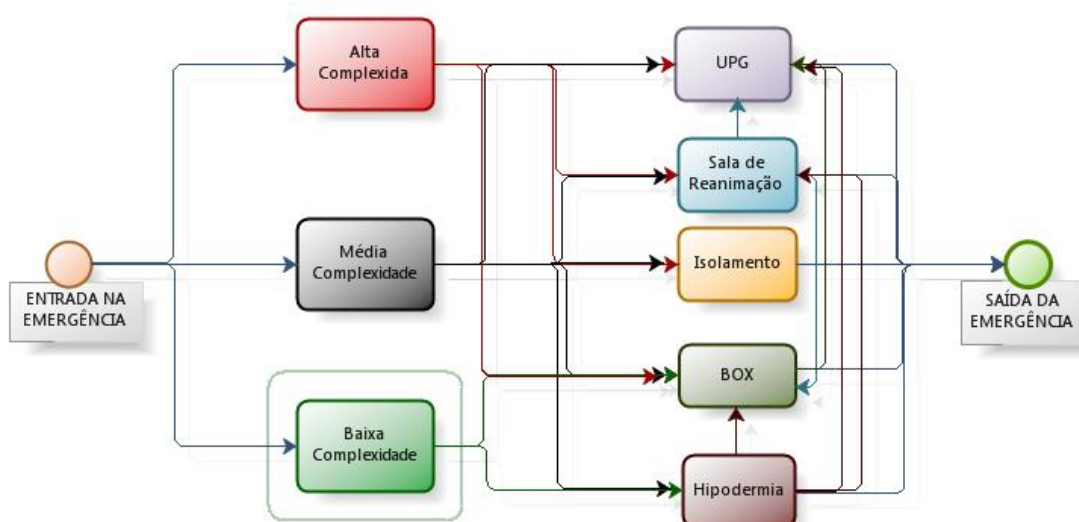 Alta
Complexida
UPG
Sala de
Reanimação
Média
Complexidade
Isolamento
ENTRADA NA
EMERGÊNCIA
SAÍDA DA
EMERGÊNCIA
BOX
Baixa
Complexidade
Hipodermia